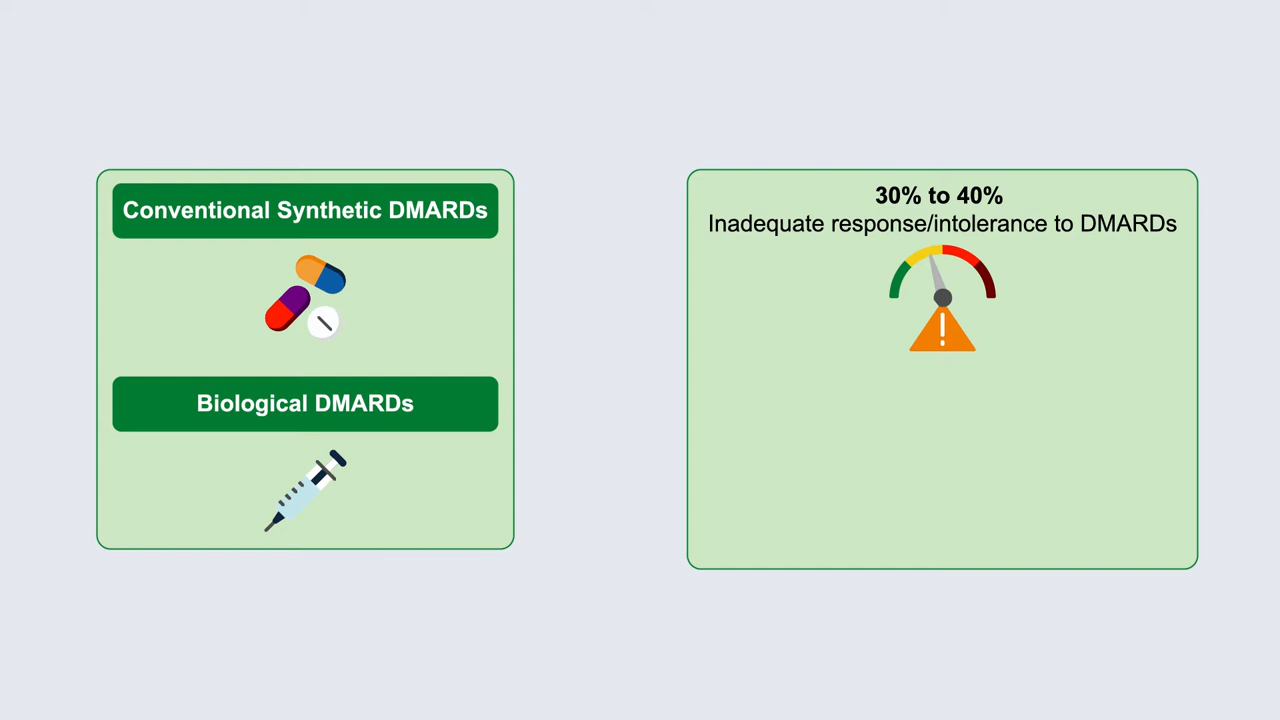 Conventional Synthetic DMARDs
Biological DMARDs
30% to 40%
Inadequate response/intolerance to DMARDs